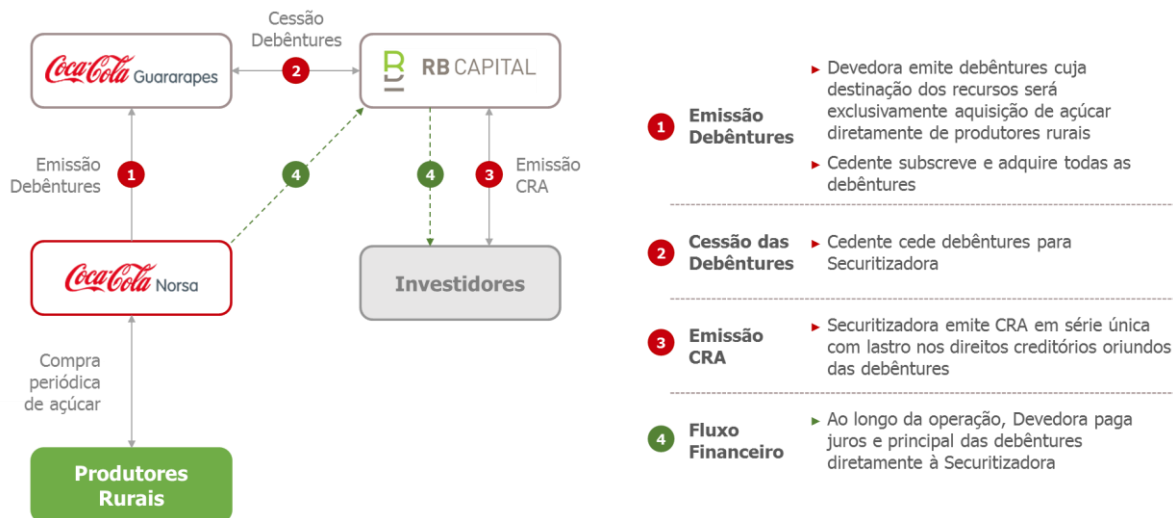 Cessão
Debêntures
Coca-Cola Guararapes
2
RB CAPITAL
Emissão
Debêntures
1
4
4
3
Emissão
CRA
Coca-Cola Norsa
Investidores
Compra
periódica
de açúcar
Produtores
Rurais
1
Emissão
Debêntures
► Devedora emite debêntures cuja
destinação dos recursos será
exclusivamente aquisição de açúcar
diretamente de produtores rurais
► Cedente subscreve e adquire todas as
debêntures
2
Cessão das
Debêntures
► Cedente cede debêntures para
Securitizadora
3
Emissão
CRA
► Securitizadora emite CRA em série única
com lastro nos direitos creditórios oriundos
das debêntures
4
Fluxo
Financeiro
► Ao longo da operação, Devedora paga
juros e principal das debêntures
diretamente à Securitizadora